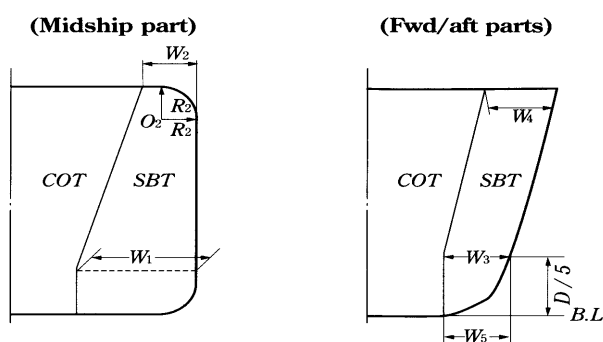 (Midship part)
(Fwd/aft parts)
W2
R2
O2
R2
W4
COT
SBT
COT
SBT
W1
W3
D/5
B.L
W5